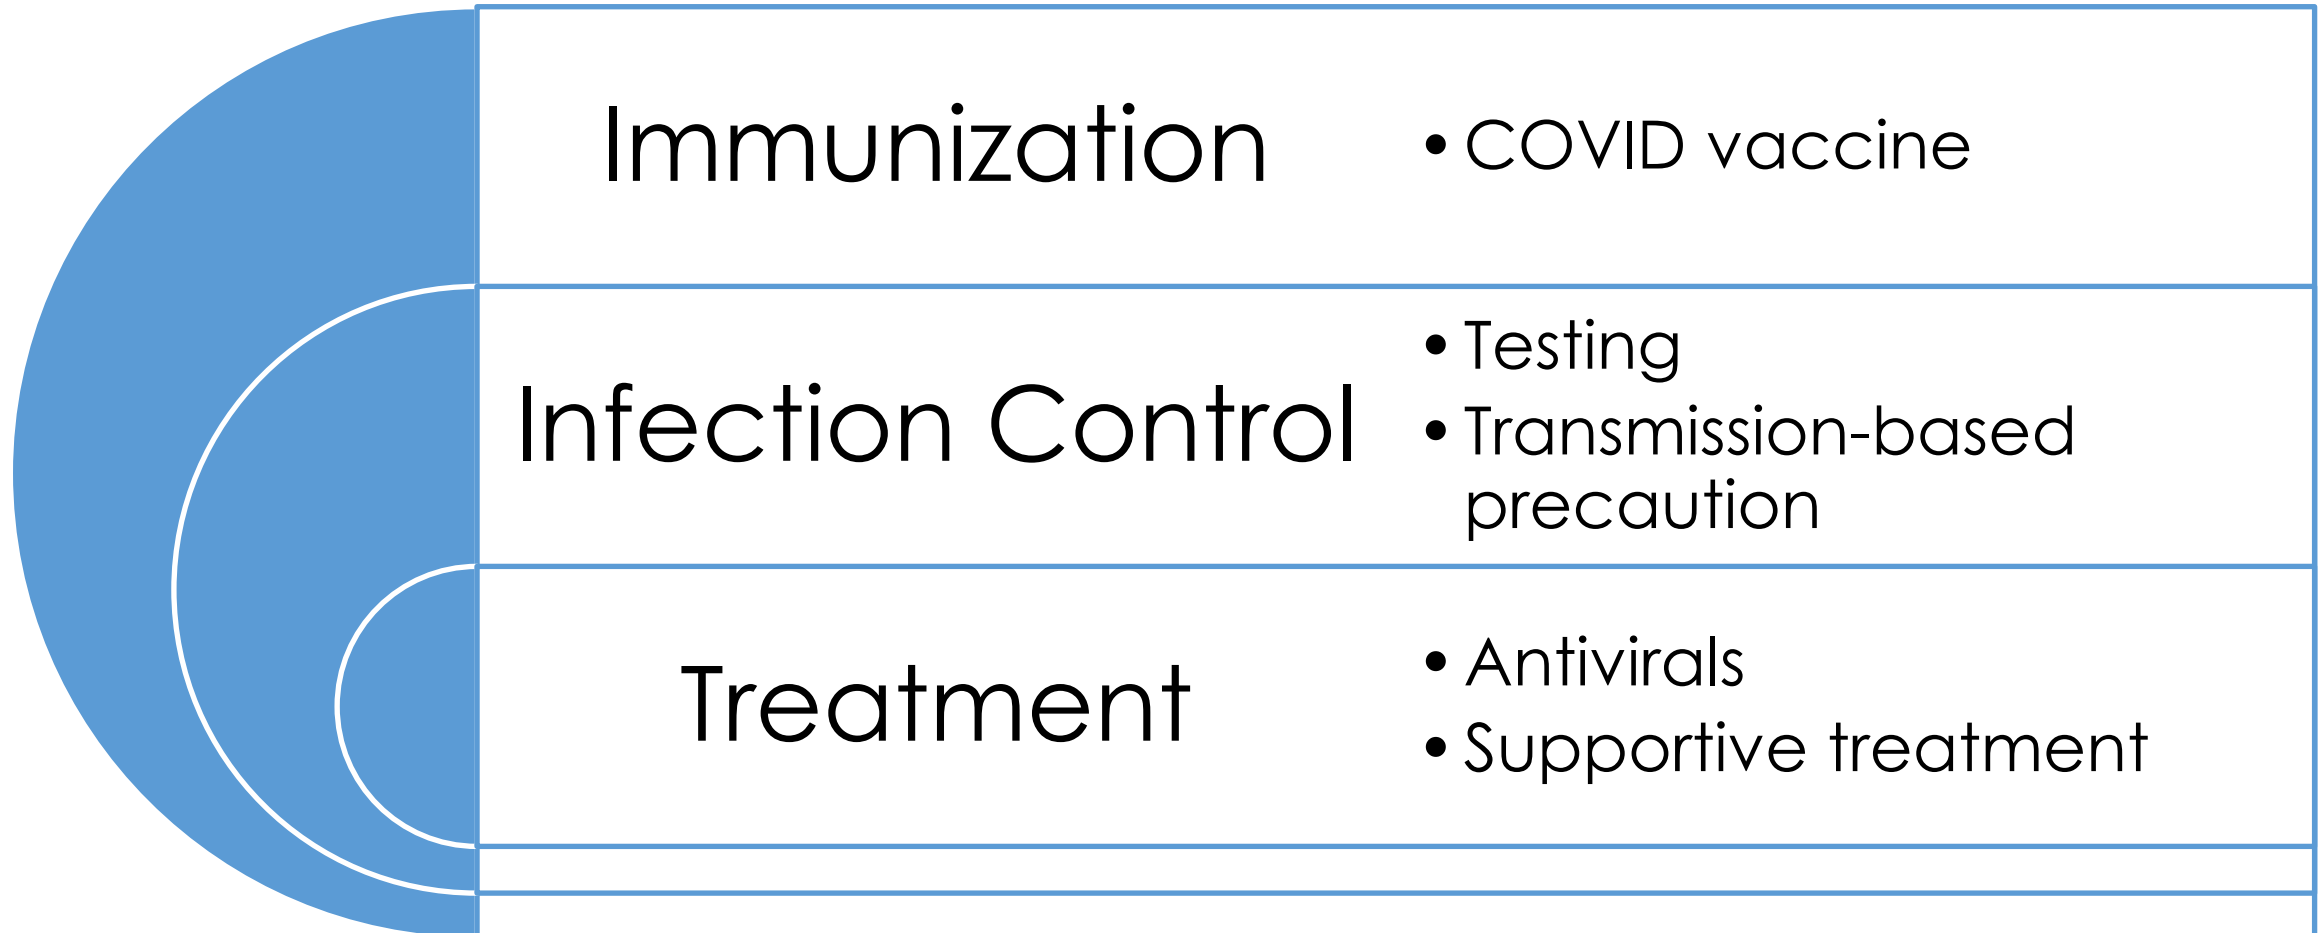 Immunization
• COVID vaccine
Infection Control
• Testing
• Transmission-based
precaution
Treatment
• Antivirals
• Supportive treatment